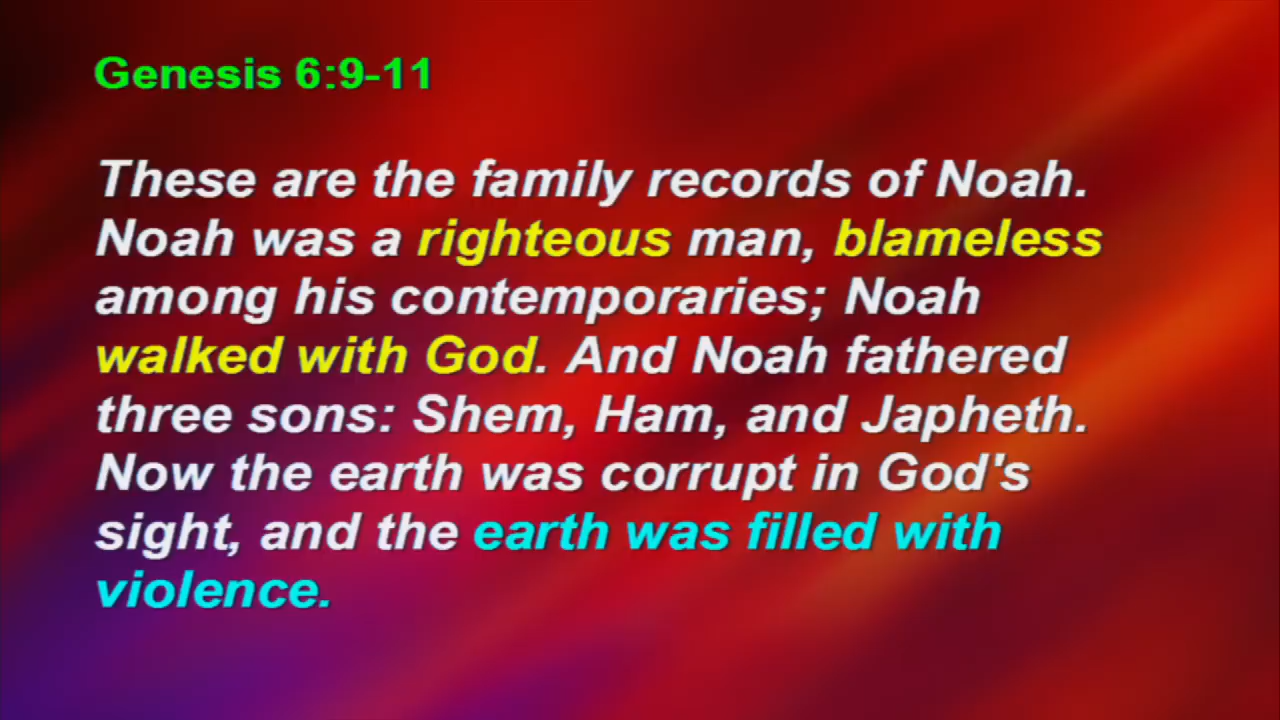 Genesis 6:9-11
These are the family records of Noah.
Noah was a righteous man, blameless
among his contemporaries; Noah
walked with God. And Noah fathered
three sons: Shem, Ham, and Japheth.
Now the earth was corrupt in God's
sight, and the earth was filled with
violence.